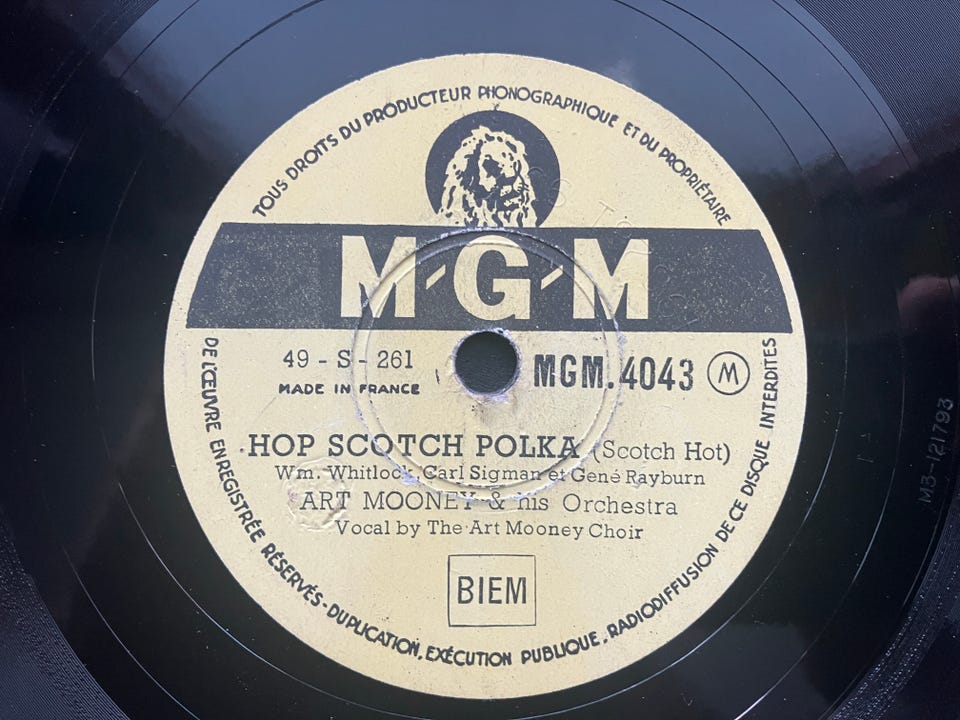 TOUS DROITS DU PRODUCTEUR PHONOGRAPHIQUE ET DU PROPRIÉTAIRE
DE L'ŒUVRE ENREGISTRÉE RÉSERVÉS - DUPLICATION, EXÉCUTION PUBLIQUE, RADIODIFFUSION DE CE DISQUE INTERDITES
M-G-M
49 - S - 261
MADE IN FRANCE
MGM. 4043 M
HOP SCOTCH POLKA (Scotch Hot)
Wm. Whitlock, Carl Sigman et Gene Rayburn
ART MOONEY & his Orchestra
Vocal by The Art Mooney Choir
BIEM
M3-121793